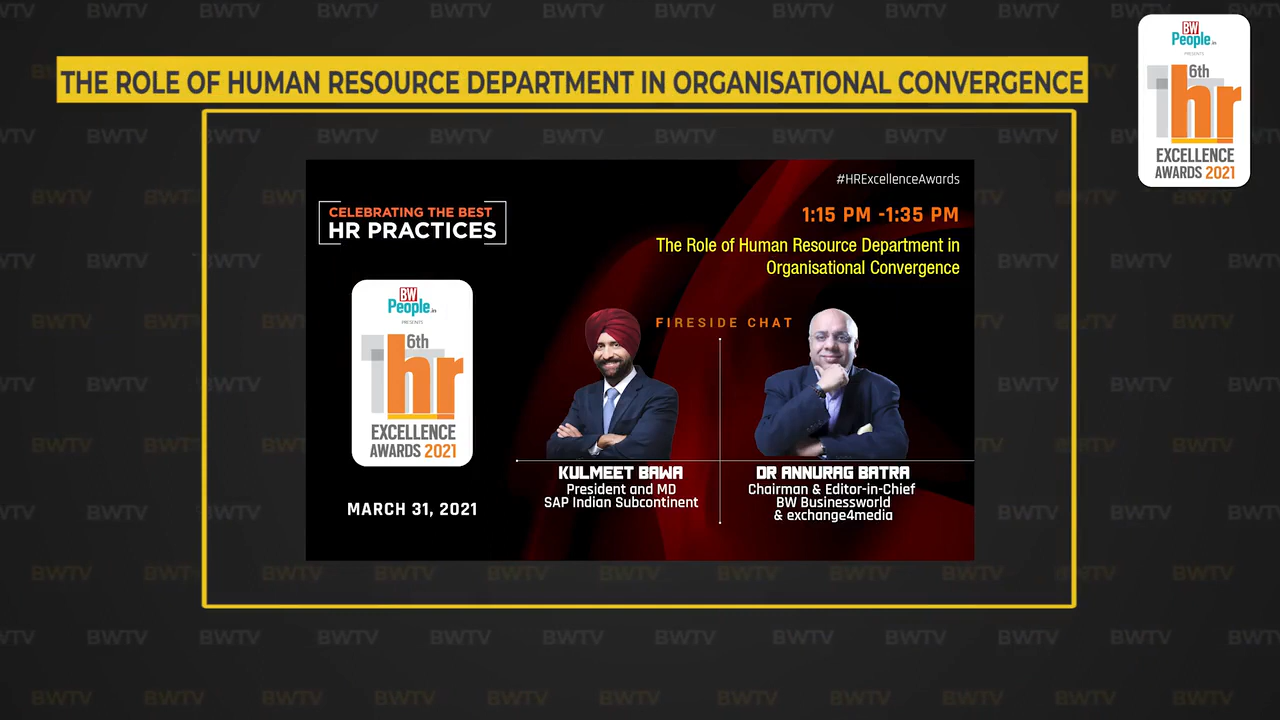 THE ROLE OF HUMAN RESOURCE DEPARTMENT IN ORGANISATIONAL CONVERGENCE
BW
People.in
PRESENTS
6th
hr
EXCELLENCE
AWARDS 2021
#HRExcellenceAwards
1:15 PM -1:35 PM
The Role of Human Resource Department in
Organisational Convergence
CELEBRATING THE BEST
HR PRACTICES
BW
People.in
PRESENTS
6th
hr
EXCELLENCE
AWARDS 2021
MARCH 31, 2021
FIRESIDE CHAT
KULMEET BAWA
President and MD
SAP Indian Subcontinent
DR ANNURAG BATRA
Chairman & Editor-in-Chief
BW Businessworld
& exchange4media
BWTV